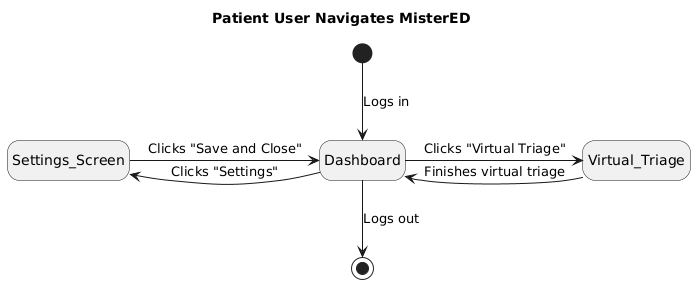 Patient User Navigates MisterED
Logs in
Clicks "Save and Close"
Clicks "Virtual Triage"
Settings_Screen
Dashboard
Virtual_Triage
Clicks "Settings"
Finishes virtual triage
Logs out